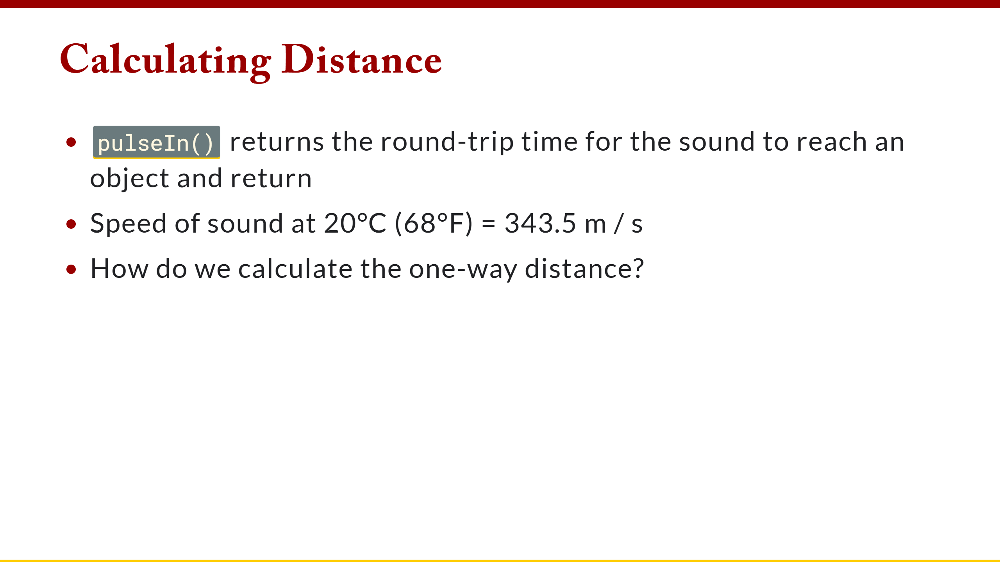 Calculating Distance
• pulseIn() returns the round-trip time for the sound to reach an
object and return
• Speed of sound at 20°C (68°F) = 343.5 m / s
• How do we calculate the one-way distance?